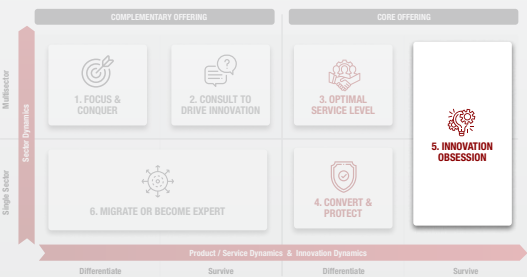 COMPLEMENTARY OFFERING
CORE OFFERING
Multisector
Single Sector
Sector Dynamics
1. FOCUS &
CONQUER
2. CONSULT TO
DRIVE INNOVATION
3. OPTIMAL
SERVICE LEVEL
5. INNOVATION
OBSESSION
6. MIGRATE OR BECOME EXPERT
4. CONVERT &
PROTECT
Product / Service Dynamics & Innovation Dynamics
Differentiate
Survive
Differentiate
Survive